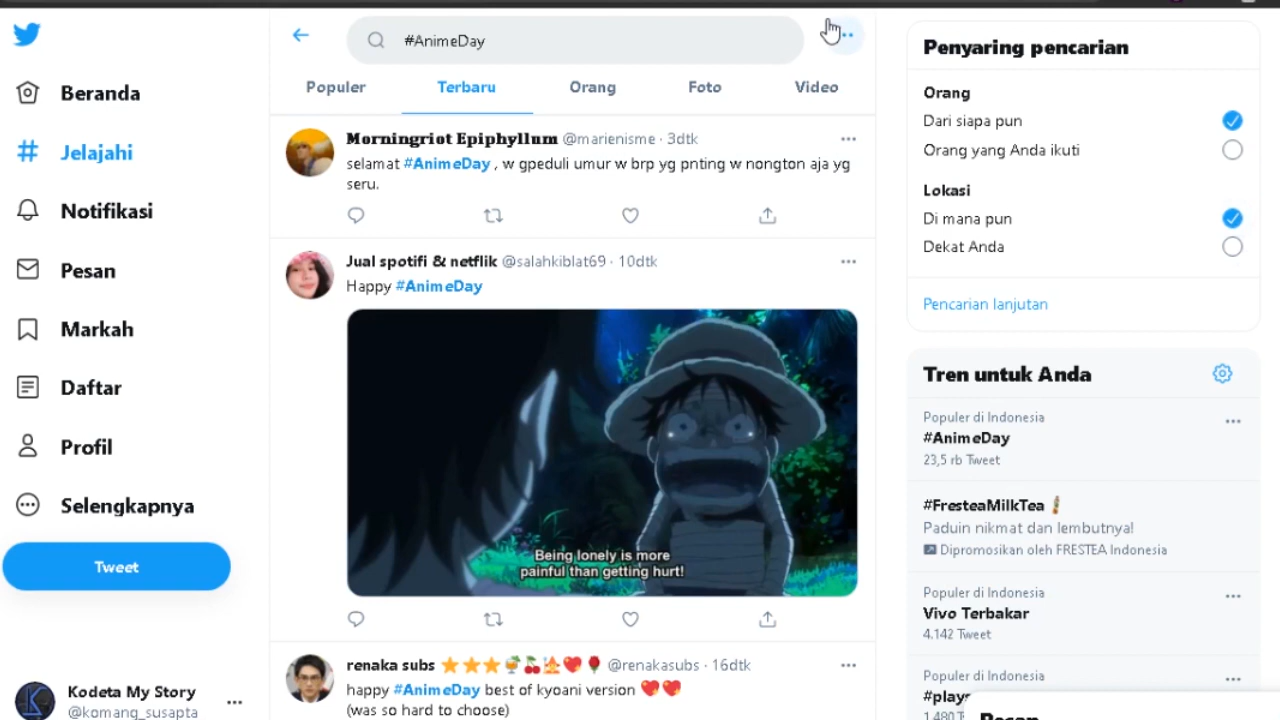 #AnimeDay
Populer
Terbaru
Orang
Foto
Video
Beranda
Jelajahi
Notifikasi
Pesan
Markah
Daftar
Profil
Selengkapnya
Tweet
Kodeta My Story
@komang_susapta
Morningriot Epiphyllum @marienisme · 3dtk
selamat #AnimeDay , w gpeduli umur w brp yg pnting w nongton aja yg
seru.
Jual spotifi & netflik @salahkiblat69 · 10dtk
Happy #AnimeDay
Being lonely is more
painful than getting hurt!
renaka subs ⭐⭐⭐🍹🍒🎪💖🌹 @renakasubs · 16dtk
happy #AnimeDay best of kyoani version 💖💖
(was so hard to choose)
Penyaring pencarian
Orang
Dari siapa pun
Orang yang Anda ikuti
Lokasi
Di mana pun
Dekat Anda
Pencarian lanjutan
Tren untuk Anda
Populer di Indonesia
#AnimeDay
23,5 rb Tweet
#FresteaMilkTea
Paduin nikmat dan lembutnya!
Dipromosikan oleh FRESTEA Indonesia
Populer di Indonesia
Vivo Terbakar
4.142 Tweet
Populer di Indonesia
Pesan